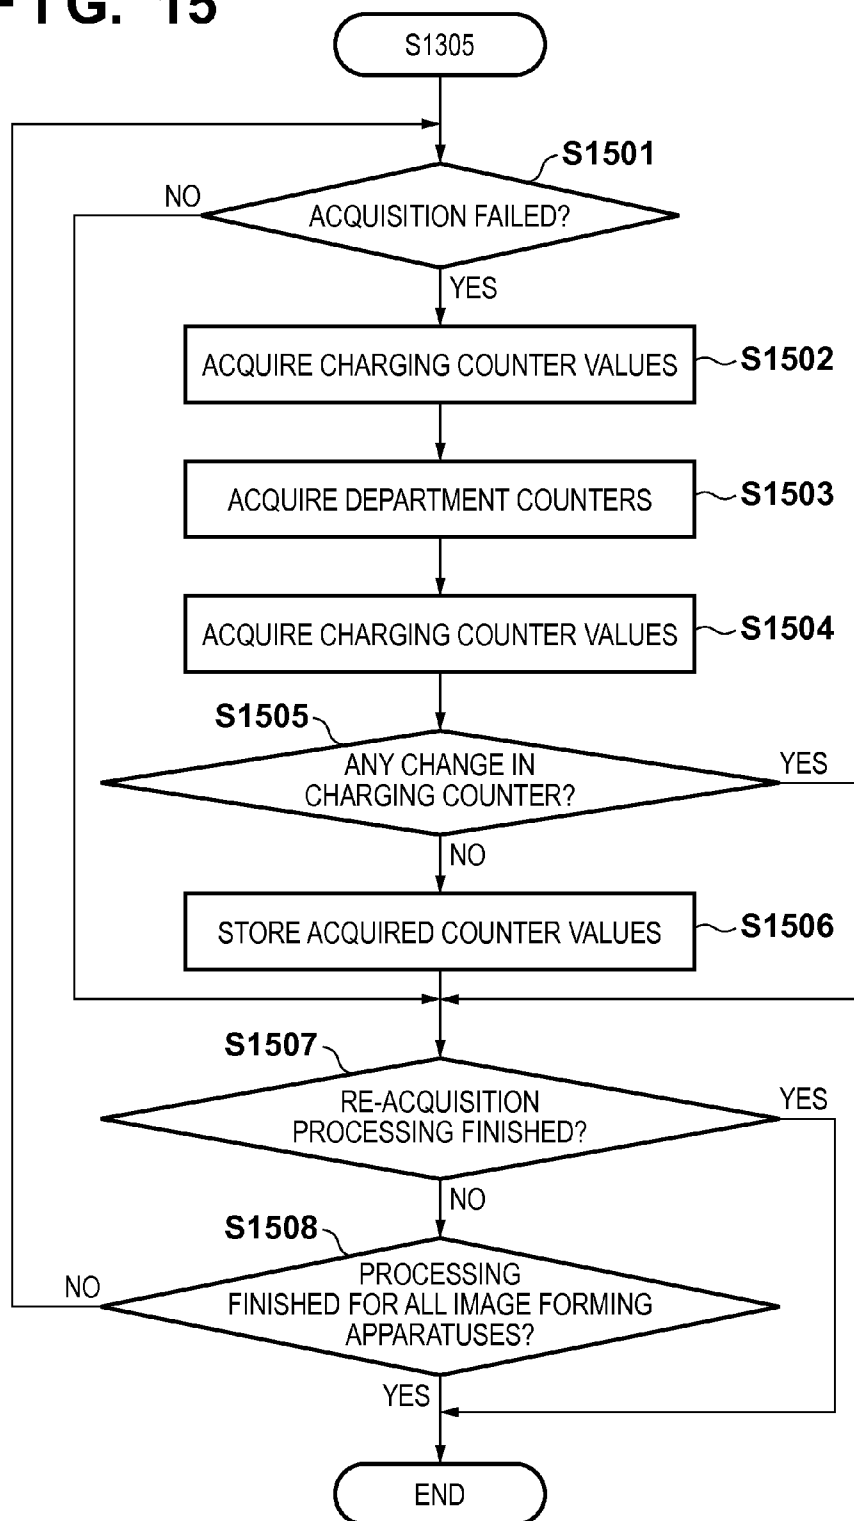 FIG. 15
S1305
S1501
NO
ACQUISITION FAILED?
YES
ACQUIRE CHARGING COUNTER VALUES
S1502
ACQUIRE DEPARTMENT COUNTERS
S1503
ACQUIRE CHARGING COUNTER VALUES
S1504
S1505
ANY CHANGE IN
CHARGING COUNTER?
YES
NO
STORE ACQUIRED COUNTER VALUES
S1506
S1507
RE-ACQUISITION
PROCESSING FINISHED?
YES
NO
S1508
PROCESSING
FINISHED FOR ALL IMAGE FORMING
APPARATUSES?
NO
YES
END